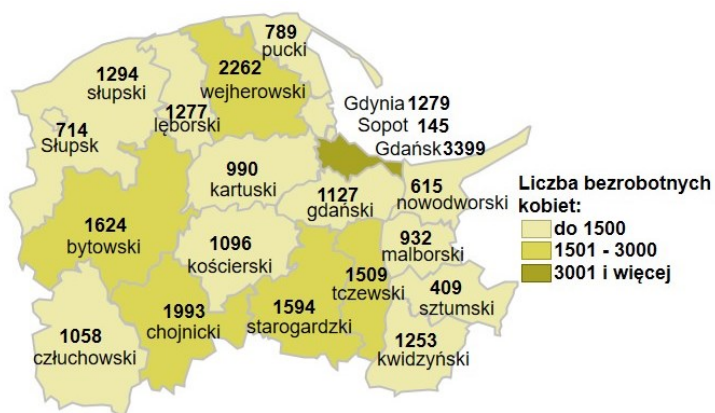 789
pucki
1294
słupski
2262
wejherowski
1277
lęborski
Gdynia 1279
Sopot 145
Gdańsk 3399
714
Słupsk
990
kartuski
1127
gdański
615
nowodworski
1624
bytowski
1096
kościerski
932
malborski
1509
tczewski
409
sztumski
1594
starogardzki
1993
chojnicki
1058
człuchowski
1253
kwidzyński
Liczba bezrobotnych
kobiet:
do 1500
1501 - 3000
3001 i więcej